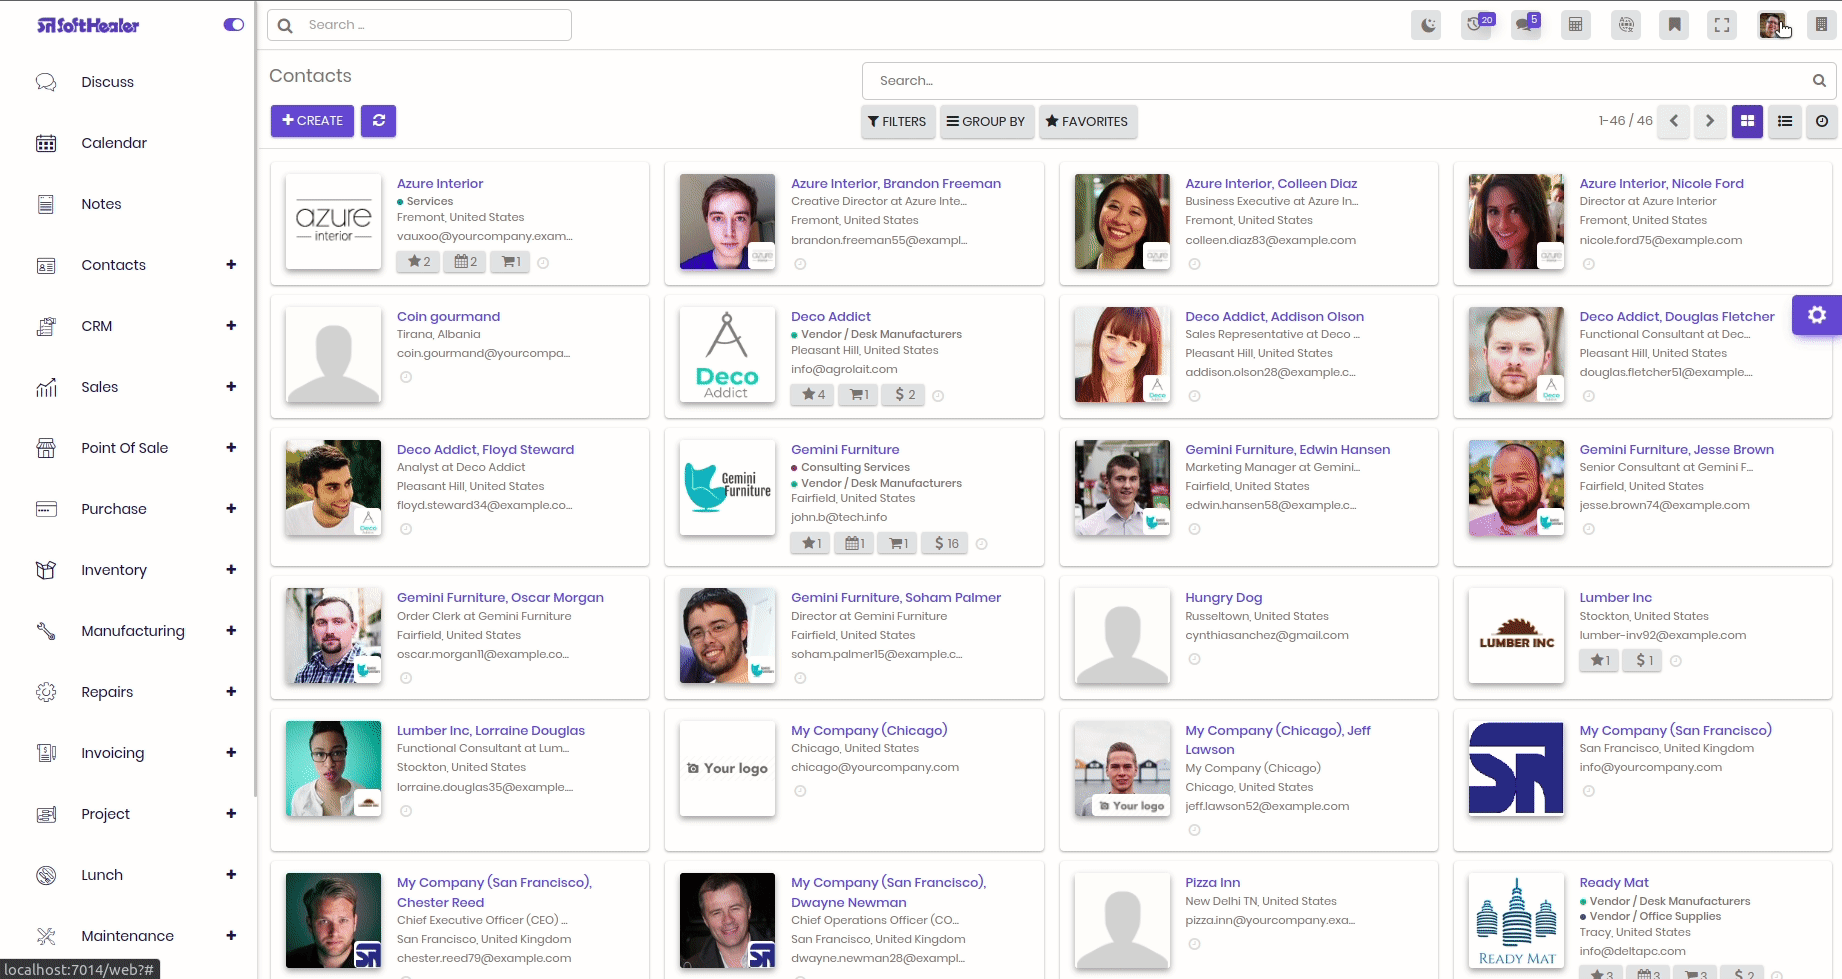 SoftHealer
Search ...
20
5
Discuss
Calendar
Notes
Contacts
CRM
Sales
Point Of Sale
Purchase
Inventory
Manufacturing
Repairs
Invoicing
Project
Lunch
Maintenance
localhost:7014/web?#
Contacts
Search...
CREATE
FILTERS
GROUP BY
FAVORITES
1-46 / 46
azure
interior
Azure Interior
Services
Fremont, United States
vauxoo@yourcompany.exam...
2
2
1
Azure Interior, Brandon Freeman
Creative Director at Azure Inte...
Fremont, United States
brandon.freeman55@exampl...
Azure Interior, Colleen Diaz
Business Executive at Azure In...
Fremont, United States
colleen.diaz83@example.com
Azure Interior, Nicole Ford
Director at Azure Interior
Fremont, United States
nicole.ford75@example.com
Coin gourmand
Tirana, Albania
coin.gourmand@yourcompa...
Deco
Addict
Deco Addict
Vendor / Desk Manufacturers
Pleasant Hill, United States
info@agrolait.com
4
1
$ 2
Deco Addict, Addison Olson
Sales Representative at Deco ...
Pleasant Hill, United States
addison.olson28@example.c...
Deco Addict, Douglas Fletcher
Functional Consultant at Dec...
Pleasant Hill, United States
douglas.fletcher51@example....
Deco Addict, Floyd Steward
Analyst at Deco Addict
Pleasant Hill, United States
floyd.steward34@example.co...
Gemini
Furniture
Gemini Furniture
Consulting Services
Vendor / Desk Manufacturers
Fairfield, United States
john.b@tech.info
1
1
1
$ 16
Gemini Furniture, Edwin Hansen
Marketing Manager at Gemini...
Fairfield, United States
edwin.hansen58@example.c...
Gemini Furniture, Jesse Brown
Senior Consultant at Gemini F...
Fairfield, United States
jesse.brown74@example.com
Gemini Furniture, Oscar Morgan
Order Clerk at Gemini Furniture
Fairfield, United States
oscar.morgan11@example.co...
Gemini Furniture, Soham Palmer
Director at Gemini Furniture
Fairfield, United States
soham.palmer15@example.c...
Hungry Dog
Russeltown, United States
cynthiasanchez@gmail.com
LUMBER INC
Lumber Inc
Stockton, United States
lumber-inv92@example.com
1
$ 1
Lumber Inc, Lorraine Douglas
Functional Consultant at Lum...
Stockton, United States
lorraine.douglas35@example....
Your logo
My Company (Chicago)
Chicago, United States
chicago@yourcompany.com
Your logo
My Company (Chicago), Jeff
Lawson
My Company (Chicago)
Chicago, United States
jeff.lawson52@example.com
My Company (San Francisco)
San Francisco, United Kingdom
info@yourcompany.com
My Company (San Francisco),
Chester Reed
Chief Executive Officer (CEO) ...
San Francisco, United Kingdom
chester.reed79@example.com
My Company (San Francisco),
Dwayne Newman
Chief Operations Officer (CO...
San Francisco, United Kingdom
dwayne.newman28@exampl...
Pizza Inn
New Delhi TN, United States
pizza.inn@yourcompany.exa...
READY MAT
Ready Mat
Vendor / Desk Manufacturers
Vendor / Office Supplies
Tracy, United States
info@deltapc.com
3
3
3
$ 2